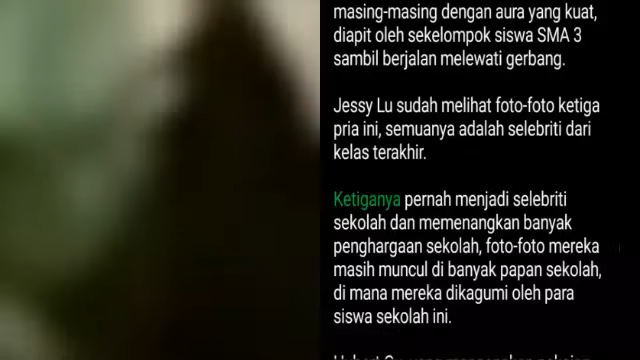 masing-masing dengan aura yang kuat,
diapit oleh sekelompok siswa SMA 3
sambil berjalan melewati gerbang.
Jessy Lu sudah melihat foto-foto ketiga
pria ini, semuanya adalah selebriti dari
kelas terakhir.
Ketiganya pernah menjadi selebriti
sekolah dan memenangkan banyak
penghargaan sekolah, foto-foto mereka
masih muncul di banyak papan sekolah,
di mana mereka dikagumi oleh para
siswa sekolah ini.